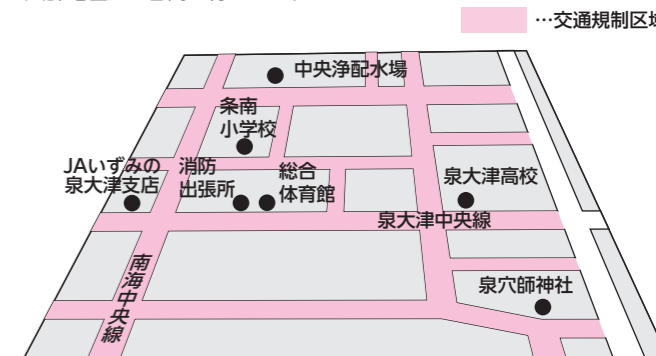 …交通規制区域
中央浄配水場
条南
小学校
JAいずみの
泉大津支店
消防
出張所
総合
体育館
泉大津高校
泉大津中央線
南海中央線
泉穴師神社